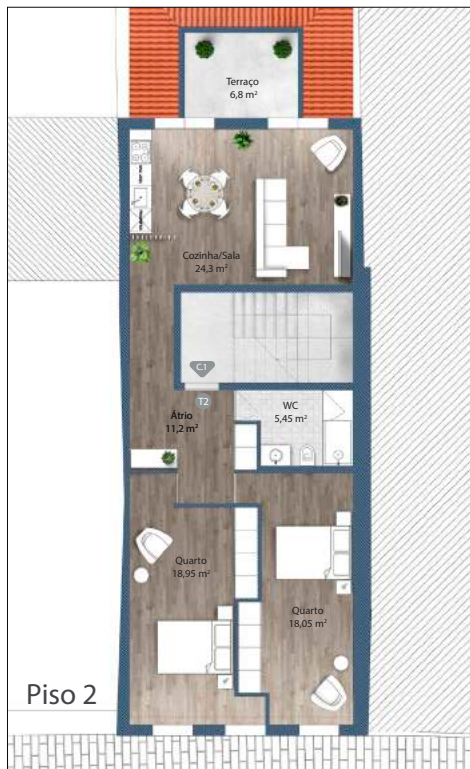 Terraço
6,8 m²
Cozinha/Sala
24,3 m²
C.1
T2
Átrio
11,2 m²
WC
5,45 m²
Quarto
18,95 m²
Quarto
18,05 m²
Piso 2